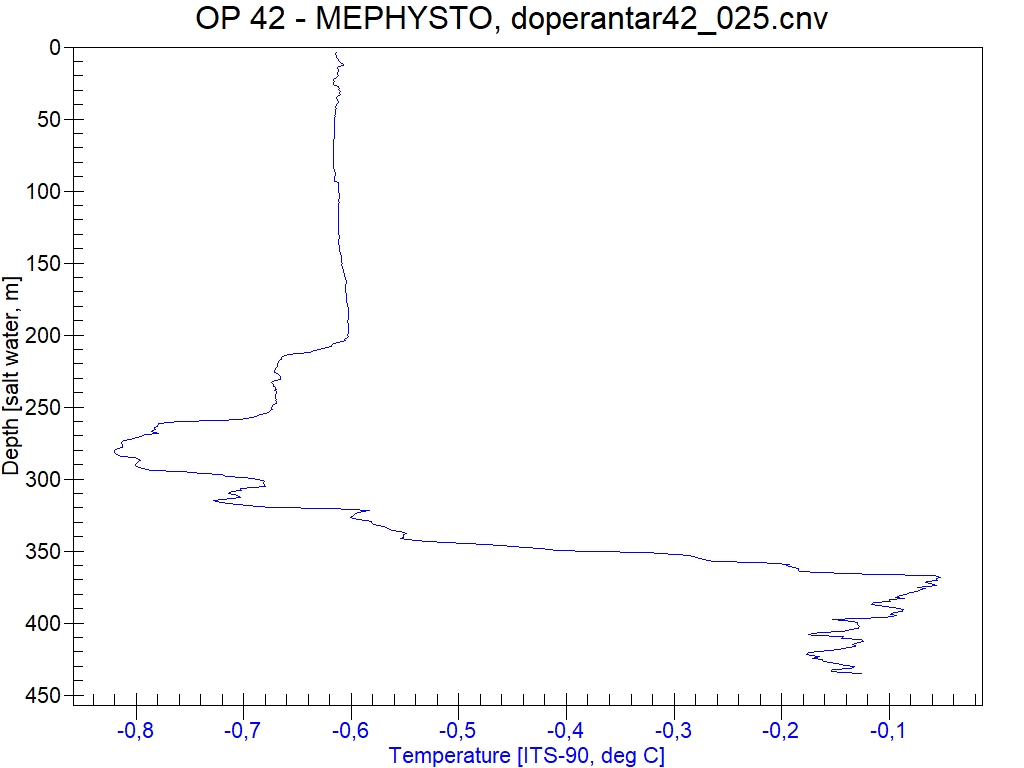 OP 42 - MEPHYSTO, doperantar42_025.cnv
0
50
100
150
200
250
300
350
400
450
Depth [salt water, m]
-0,8 -0,7 -0,6 -0,5 -0,4 -0,3 -0,2 -0,1
Temperature [ITS-90, deg C]